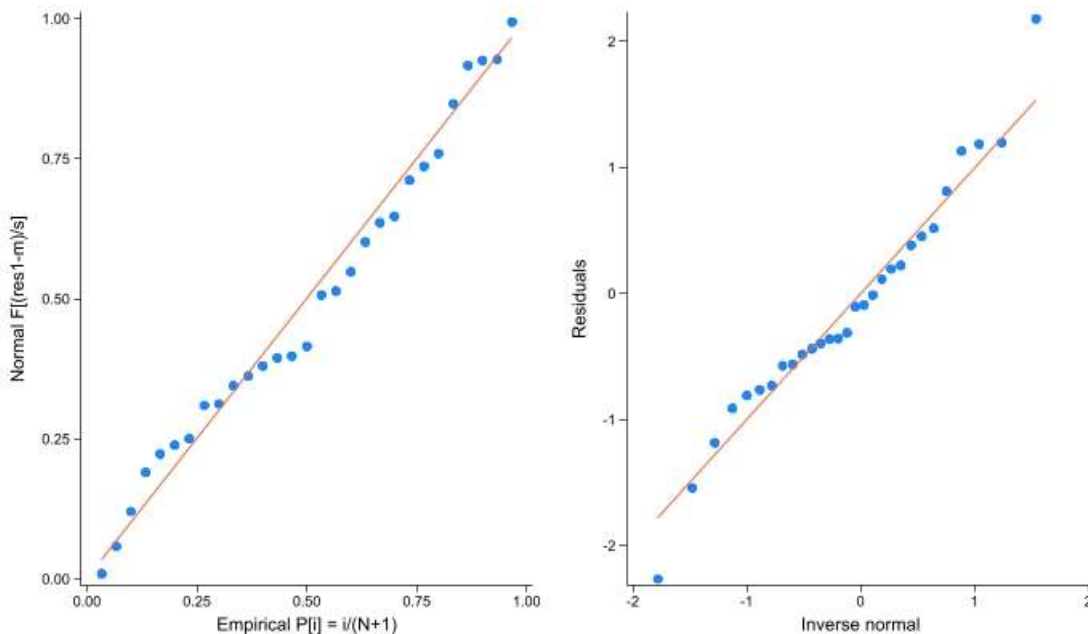 1.00
0.75
0.50
0.25
0.00
Normal F[(res1-m)/s]
0.00 0.25 0.50 0.75 1.00
Empirical P[i] = i/(N+1)
2
1
0
-1
-2
Residuals
-2 -1 0 1 2
Inverse normal